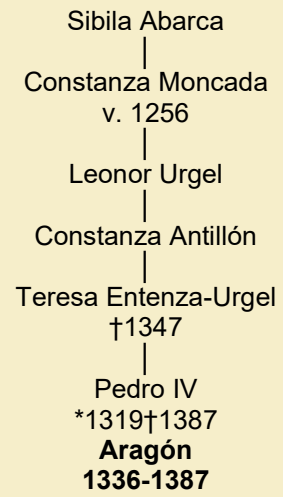 Sibila Abarca
Constanza Moncada
v. 1256
Leonor Urgel
Constanza Antillón
Teresa Entenza-Urgel
†1347
Pedro IV
*1319†1387
Aragón
1336-1387